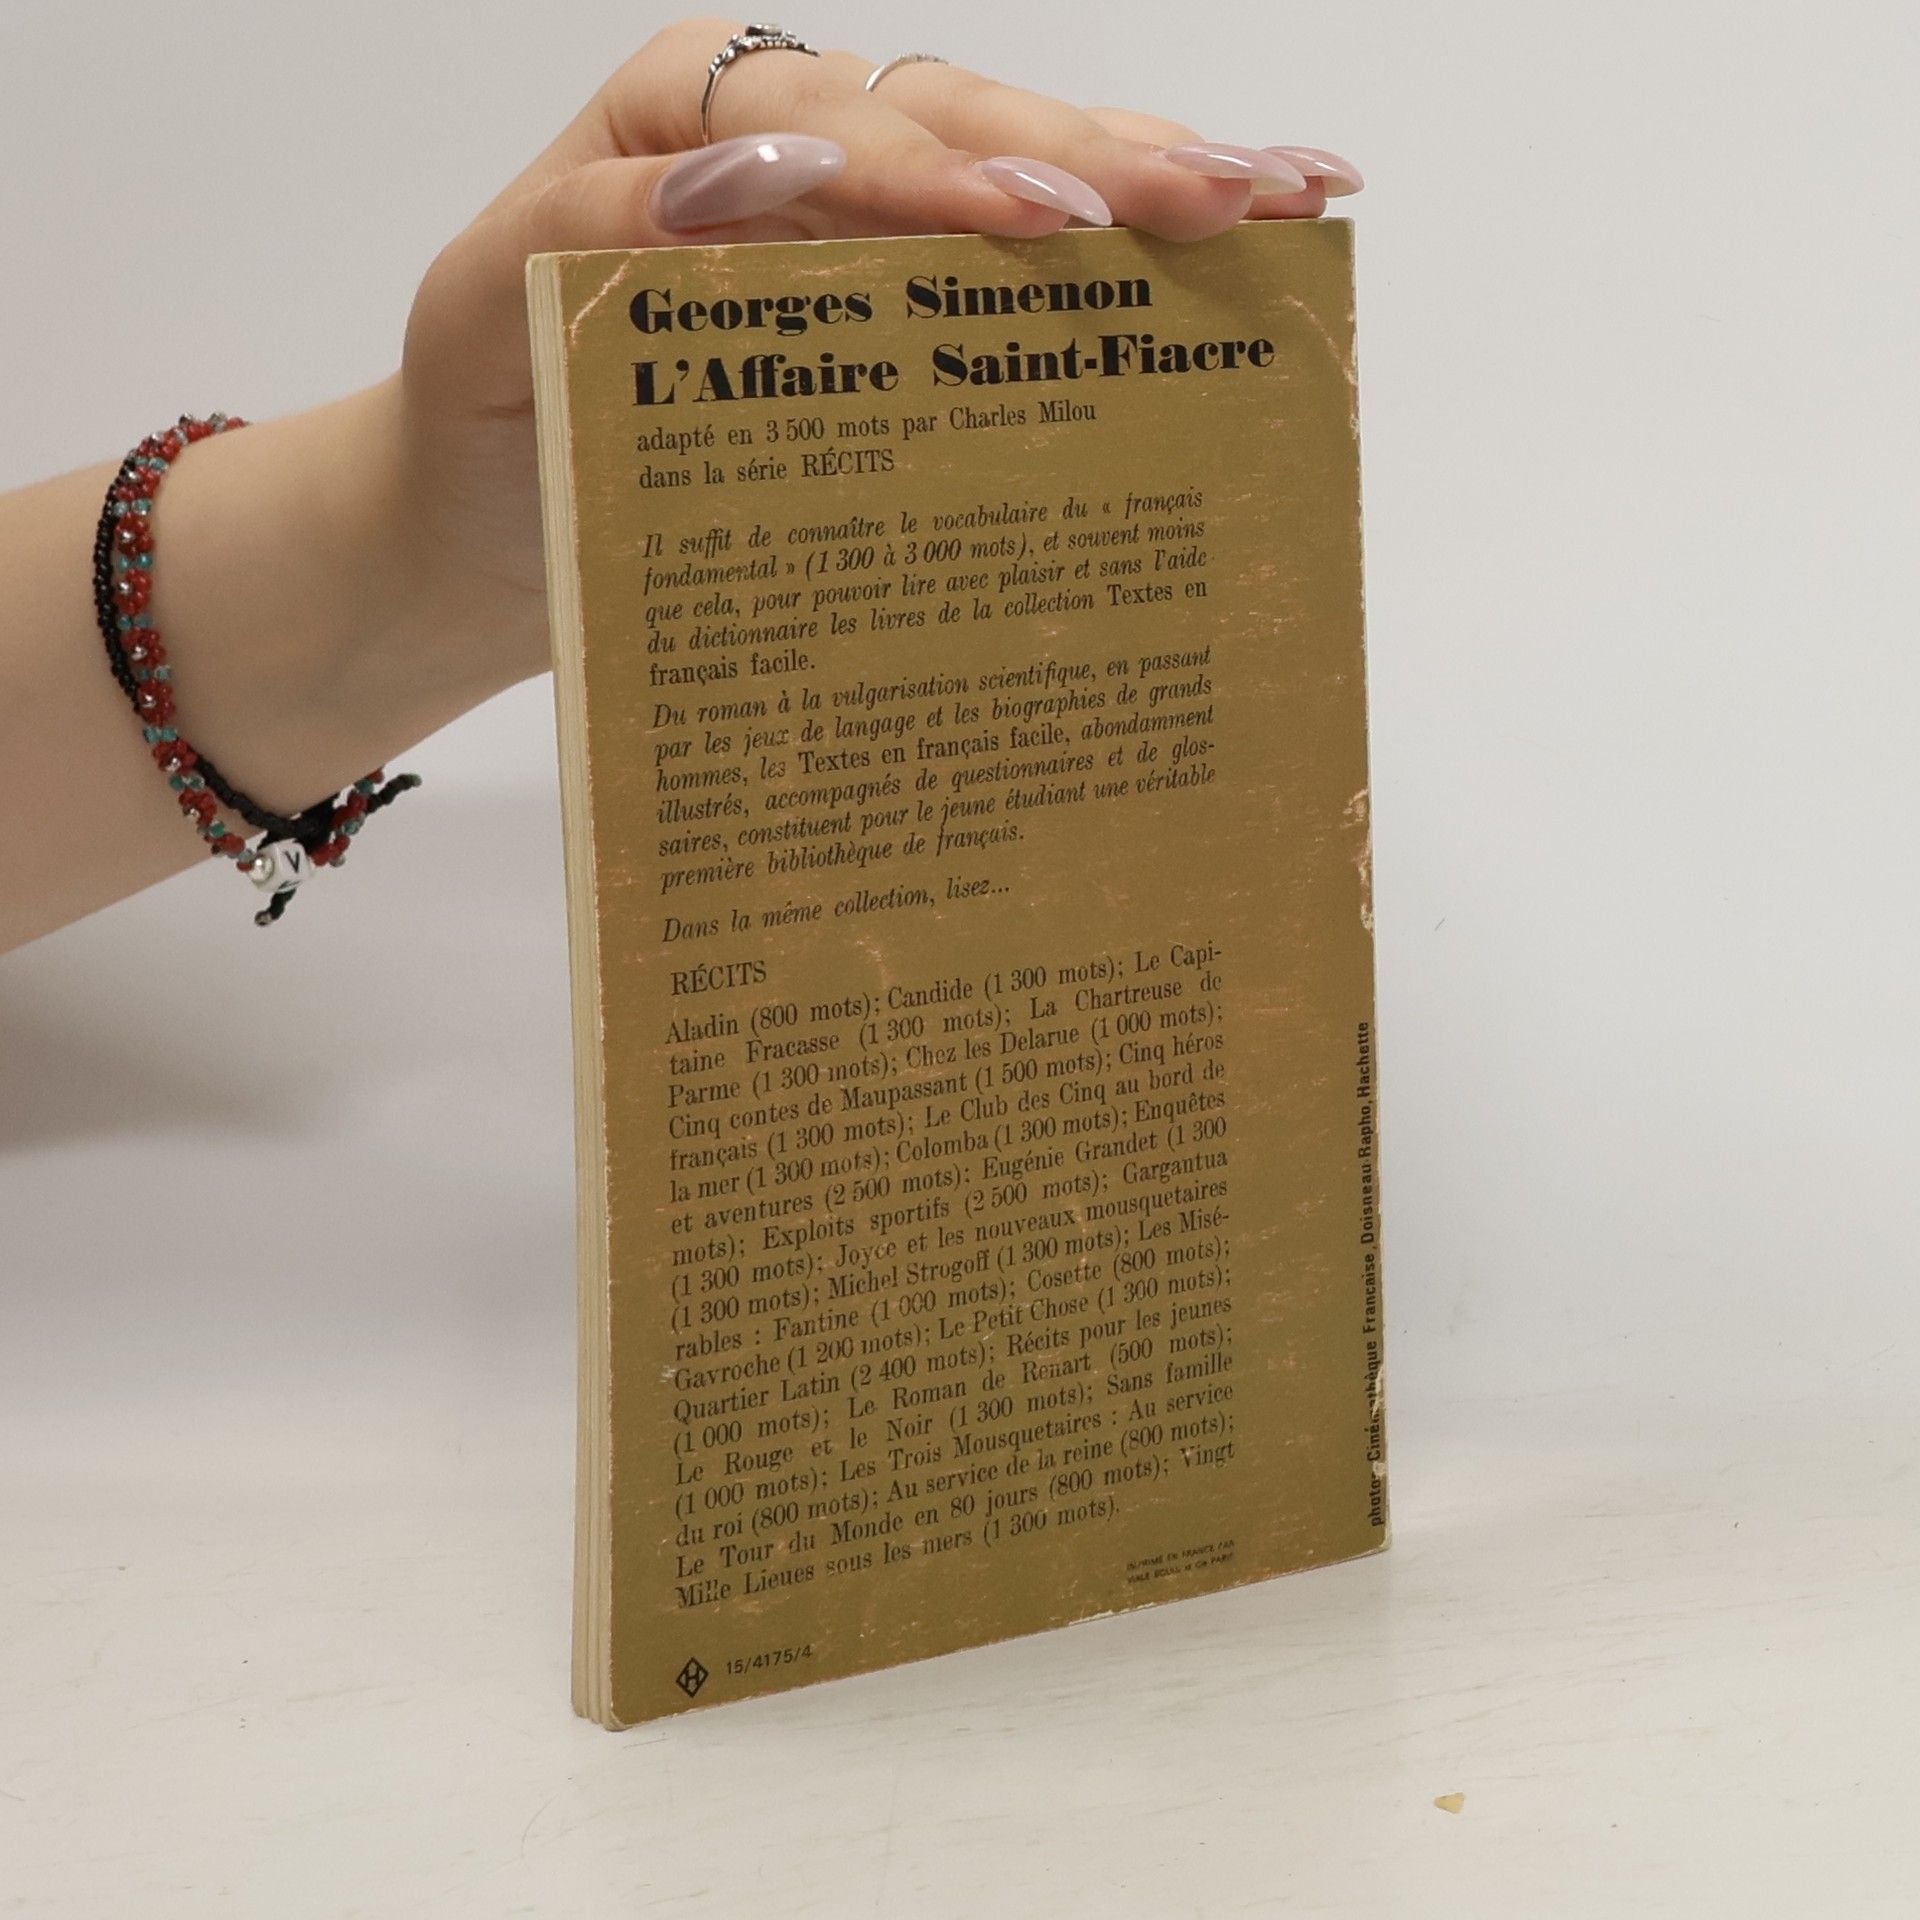 Georges Simenon
L'Affaire Saint-Fiacre
adapté en 3 500 mots par Charles Milou
dans la série RÉCITS
Il suffit de connaître le vocabulaire du « français
fondamental » (1 300 à 3 000 mots), et souvent moins
que cela, pour pouvoir lire avec plaisir et sans l'aide
du dictionnaire les livres de la collection Textes en
français facile.
Du roman à la vulgarisation scientifique, en passant
par les jeux de langage et les biographies de grands
hommes, les Textes en français facile, abondamment
illustrés, accompagnés de questionnaires et de glos-
saires, constituent pour le jeune étudiant une véritable
première bibliothèque de français.
Dans la même collection, lisez...
RÉCITS
Aladin (800 mots); Candide (1 300 mots); Le Capi-
taine Fracasse (1 300 mots); La Chartreuse de
Parme (1 300 mots); Chez les Delarue (1 000 mots);
Cinq contes de Maupassant (1 500 mots); Cinq héros
français (1 300 mots); Le Club des Cinq au bord de
la mer (1 300 mots); Colomba (1 300 mots); Enquêtes
et aventures (2 500 mots); Eugénie Grandet (1 300
mots); Exploits sportifs (2 500 mots); Gargantua
(1 300 mots); Joyce et les nouveaux mousquetaires
(1 300 mots); Michel Strogoff (1 300 mots); Les Misé-
rables : Fantine (1 000 mots); Cosette (800 mots);
Gavroche (1 200 mots); Le Petit Chose (1 300 mots);
Quartier Latin (2 400 mots); Récits pour les jeunes
(1 000 mots); Le Roman de Renart (500 mots);
Le Rouge et le Noir (1 300 mots); Sans famille
(1 000 mots); Les Trois Mousquetaires : Au service
du roi (800 mots); Au service de la reine (800 mots);
Le Tour du Monde en 80 jours (800 mots); Vingt
Mille Lieues sous les mers (1 300 mots).
IMPRIMÉ EN FRANCE PAR
PARIS
H 15/4175/4
photos Cinémathèque Francaise, Doisneau-Rapho, Hachette
V